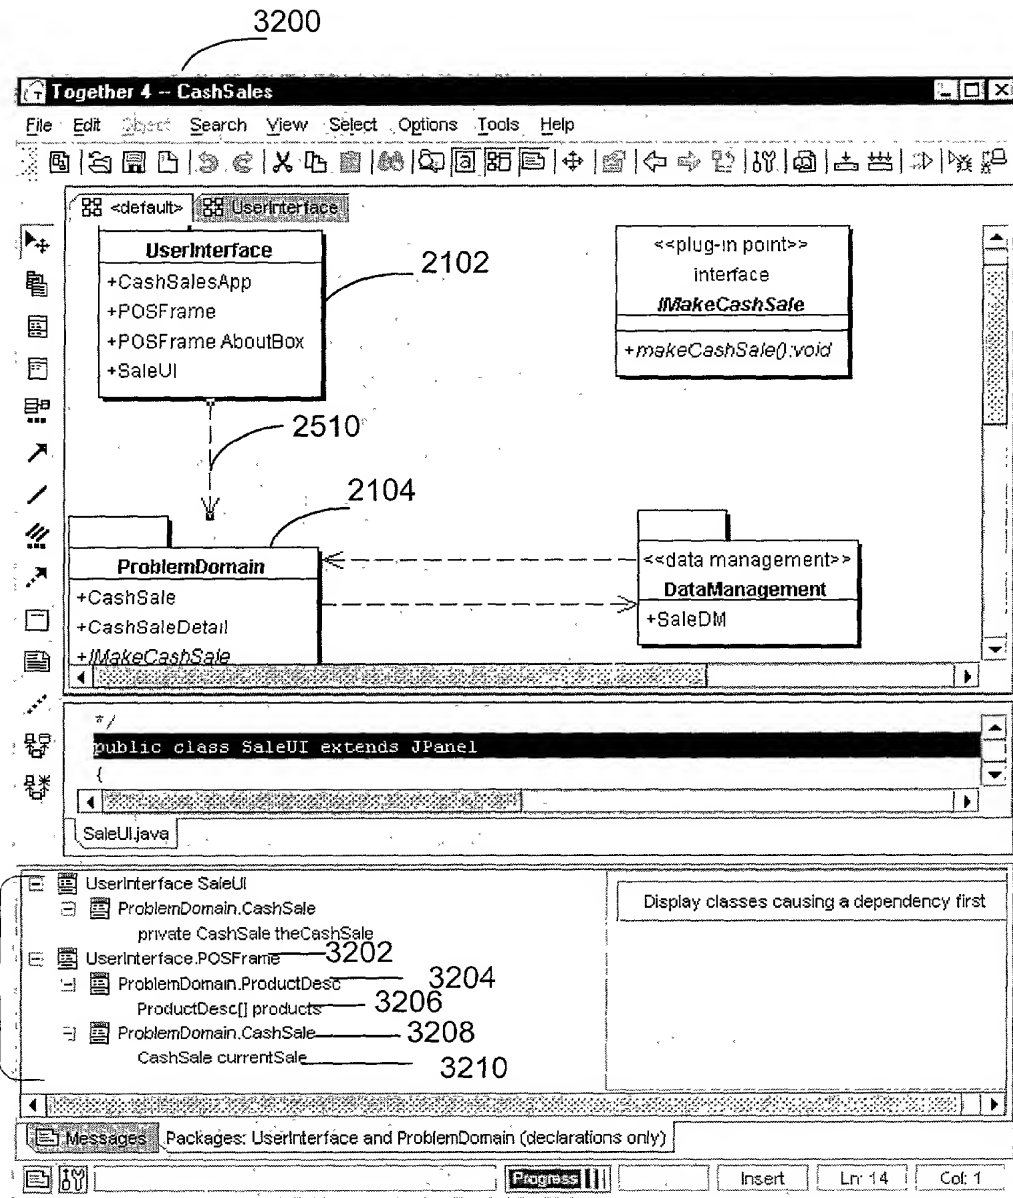 3200
Together 4 -- CashSales
File Edit Object Search View Select Options Tools Help
<default> UserInterface
UserInterface
+CashSalesApp
+POSFrame
+POSFrame AboutBox
+SaleUI
2102
<<plug-in point>>
interface
IMakeCashSale
+makeCashSale():void
2510
2104
ProblemDomain
+CashSale
+CashSaleDetail
+IMakeCashSale
<<data management>>
DataManagement
+SaleDM
*/
public class SaleUI extends JPanel
{
SaleUI.java
UserInterface SaleUI
ProblemDomain.CashSale
private CashSale theCashSale
UserInterface.POSFrame 3202
ProblemDomain.ProductDesc 3204
ProductDesc[] products 3206
ProblemDomain.CashSale 3208
CashSale currentSale 3210
Display classes causing a dependency first
Messages Packages: UserInterface and ProblemDomain (declarations only)
Progress Insert Ln: 14 Col: 1